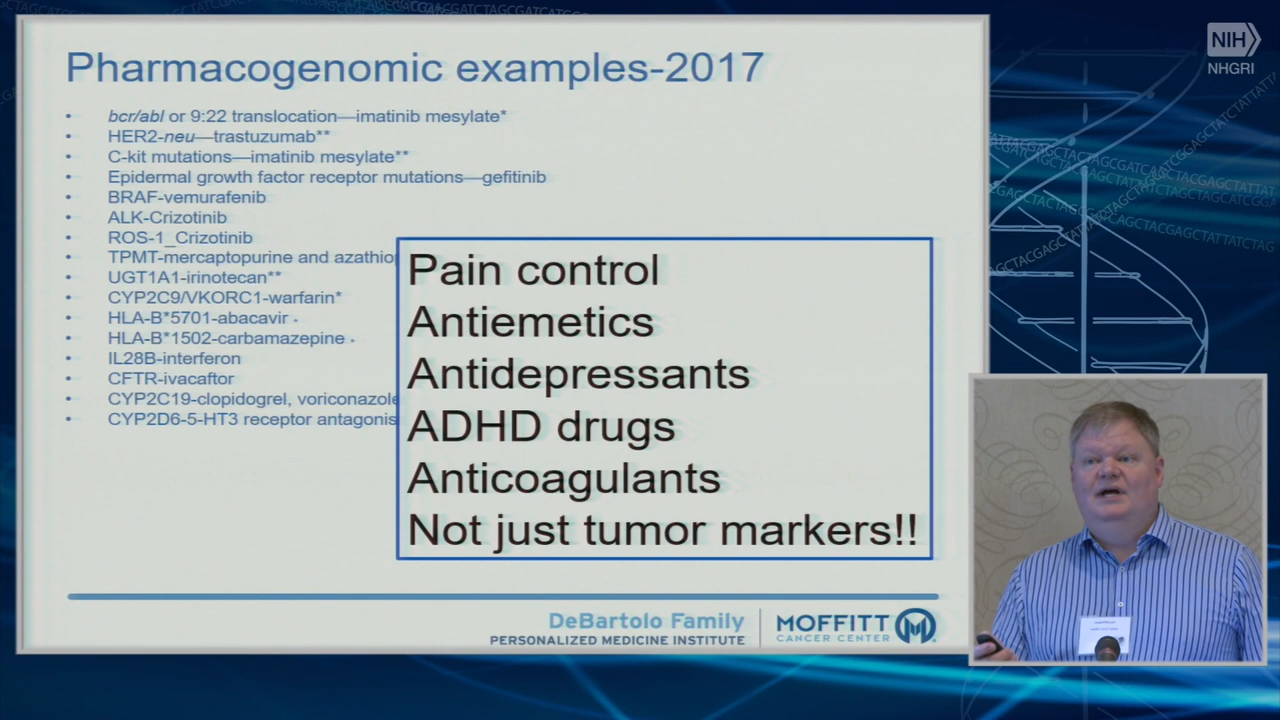 Pharmacogenomic examples-2017
• bcr/abl or 9:22 translocation—imatinib mesylate*
• HER2-neu—trastuzumab**
• C-kit mutations—imatinib mesylate**
• Epidermal growth factor receptor mutations—gefitinib
• BRAF-vemurafenib
• ALK-Crizotinib
• ROS-1_Crizotinib
• TPMT-mercaptopurine and azathiop
• UGT1A1-irinotecan**
• CYP2C9/VKORC1-warfarin*
• HLA-B*5701-abacavir
• HLA-B*1502-carbamazepine
• IL28B-interferon
• CFTR-ivacaftor
• CYP2C19-clopidogrel, voriconazole
• CYP2D6-5-HT3 receptor antagonis
Pain control
Antiemetics
Antidepressants
ADHD drugs
Anticoagulants
Not just tumor markers!!
DeBartolo Family
PERSONALIZED MEDICINE INSTITUTE
MOFFITT
CANCER CENTER
NIH
NHGRI